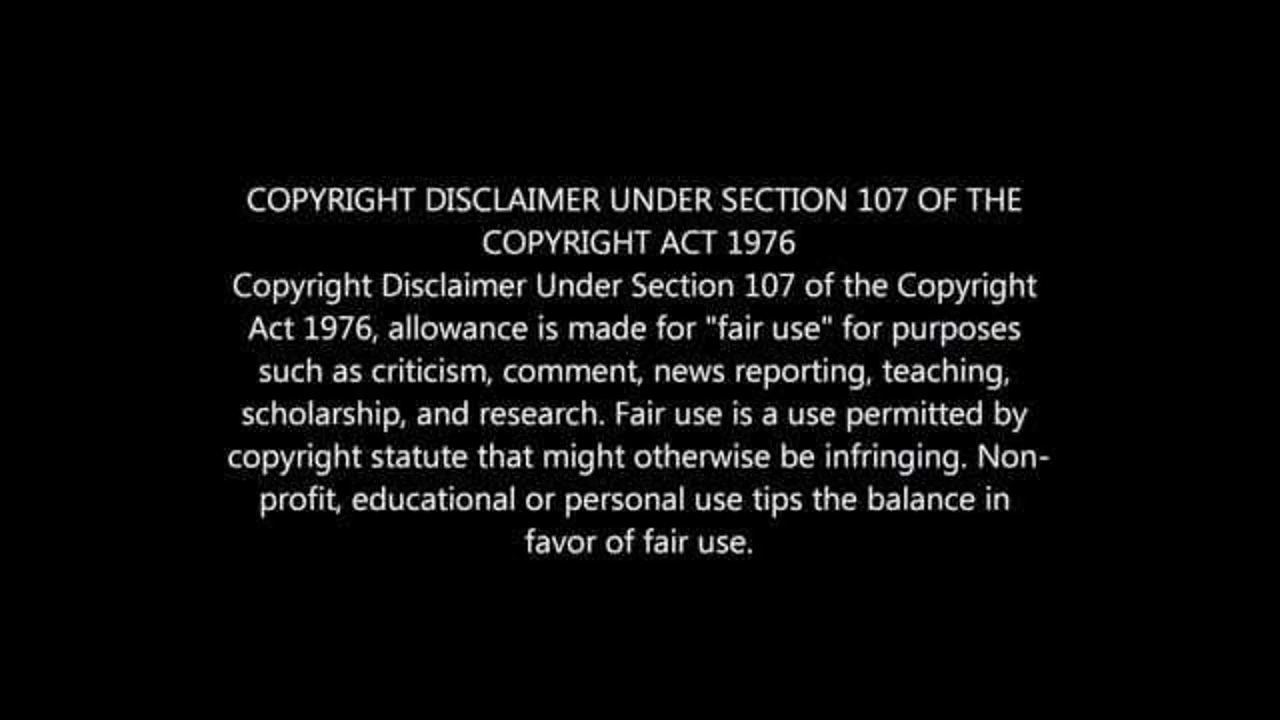 COPYRIGHT DISCLAIMER UNDER SECTION 107 OF THE
COPYRIGHT ACT 1976
Copyright Disclaimer Under Section 107 of the Copyright
Act 1976, allowance is made for "fair use" for purposes
such as criticism, comment, news reporting, teaching,
scholarship, and research. Fair use is a use permitted by
copyright statute that might otherwise be infringing. Non-
profit, educational or personal use tips the balance in
favor of fair use.